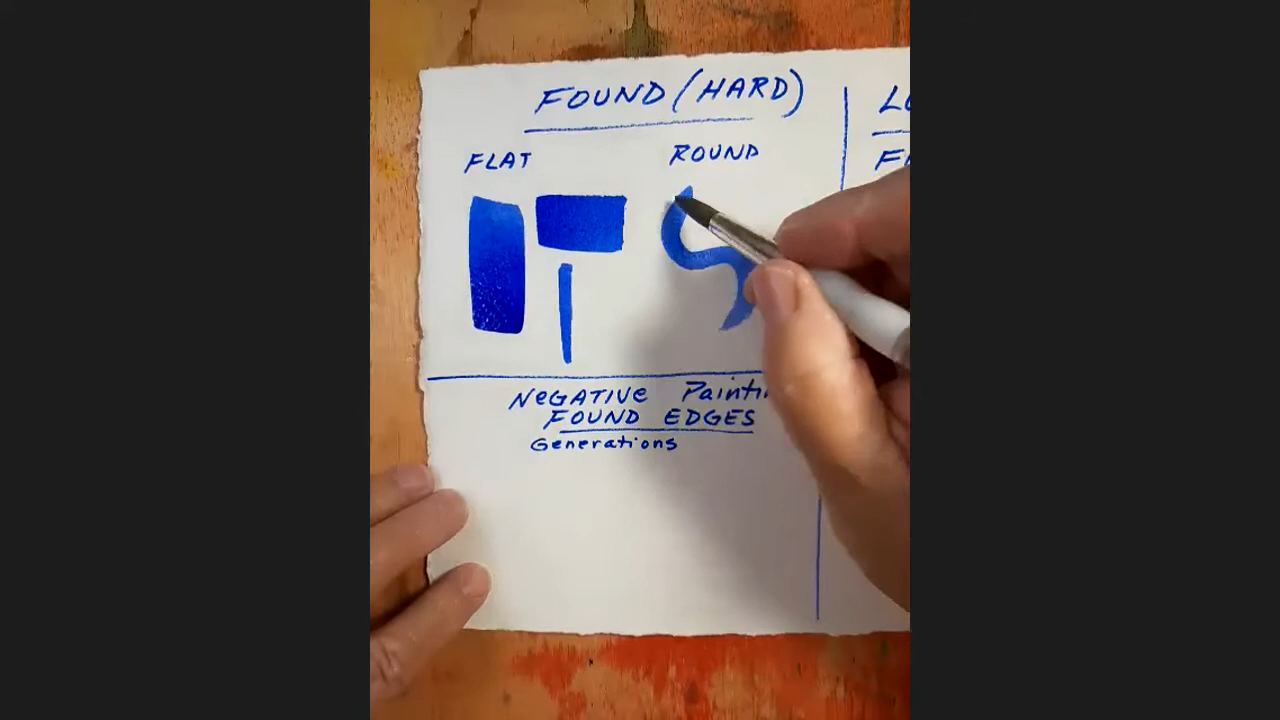 FOUND (HARD)
FLAT
ROUND
NeGATIVe
FOUND EDGES
Generations